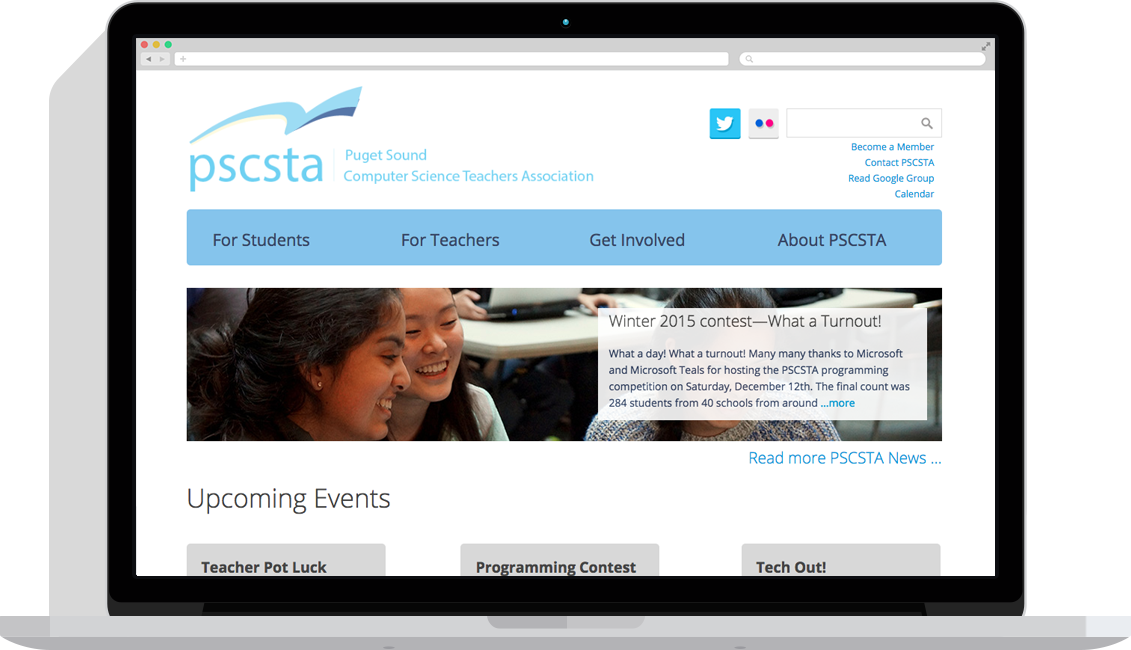 pscsta
Puget Sound
Computer Science Teachers Association
Become a Member
Contact PSCSTA
Read Google Group
Calendar
For Students
For Teachers
Get Involved
About PSCSTA
Winter 2015 contest—What a Turnout!
What a day! What a turnout! Many many thanks to Microsoft
and Microsoft Teals for hosting the PSCSTA programming
competition on Saturday, December 12th. The final count was
284 students from 40 schools from around ...more
Read more PSCSTA News ...
Upcoming Events
Teacher Pot Luck
Programming Contest
Tech Out!